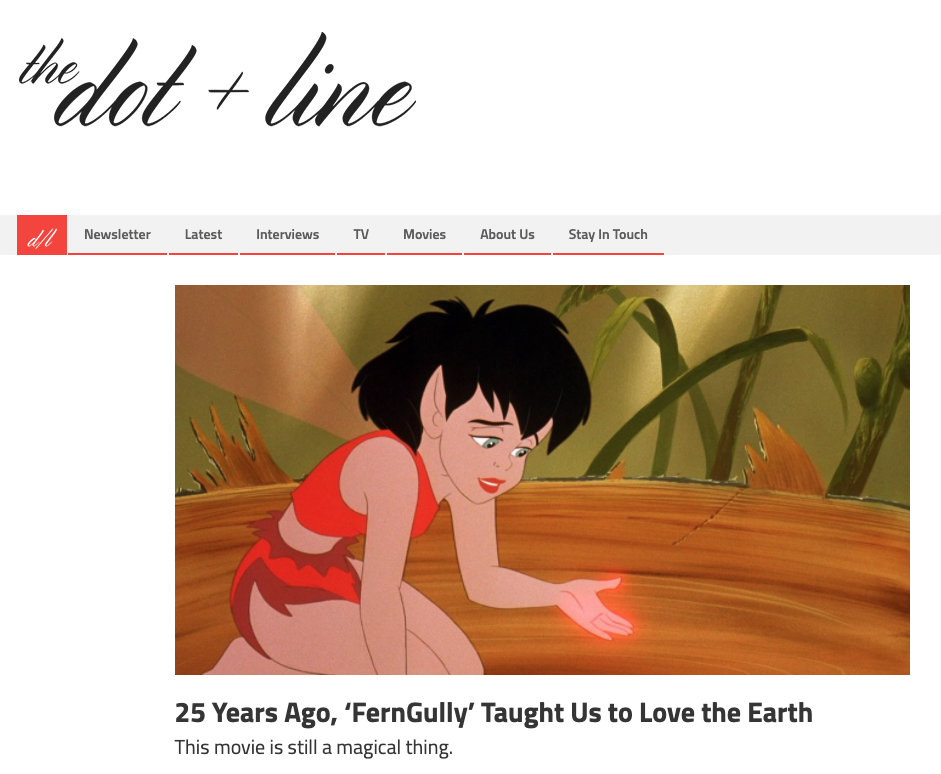 the dot + line
d/l Newsletter Latest Interviews TV Movies About Us Stay In Touch
25 Years Ago, ‘FernGully’ Taught Us to Love the Earth
This movie is still a magical thing.